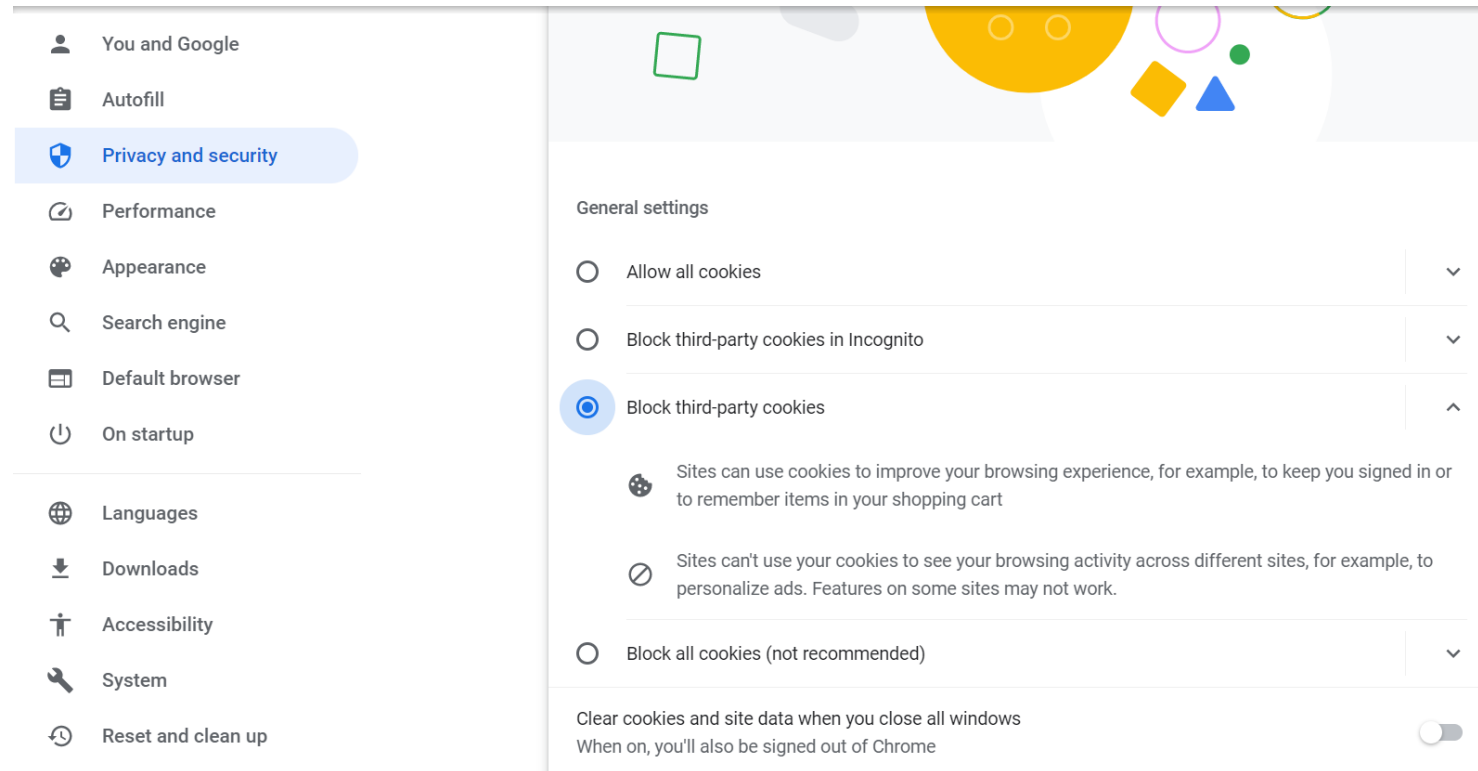 You and Google
Autofill
Privacy and security
Performance
Appearance
Search engine
Default browser
On startup
Languages
Downloads
Accessibility
System
Reset and clean up
General settings
Allow all cookies
Block third-party cookies in Incognito
Block third-party cookies
Sites can use cookies to improve your browsing experience, for example, to keep you signed in or
to remember items in your shopping cart
Sites can't use your cookies to see your browsing activity across different sites, for example, to
personalize ads. Features on some sites may not work.
Block all cookies (not recommended)
Clear cookies and site data when you close all windows
When on, you'll also be signed out of Chrome